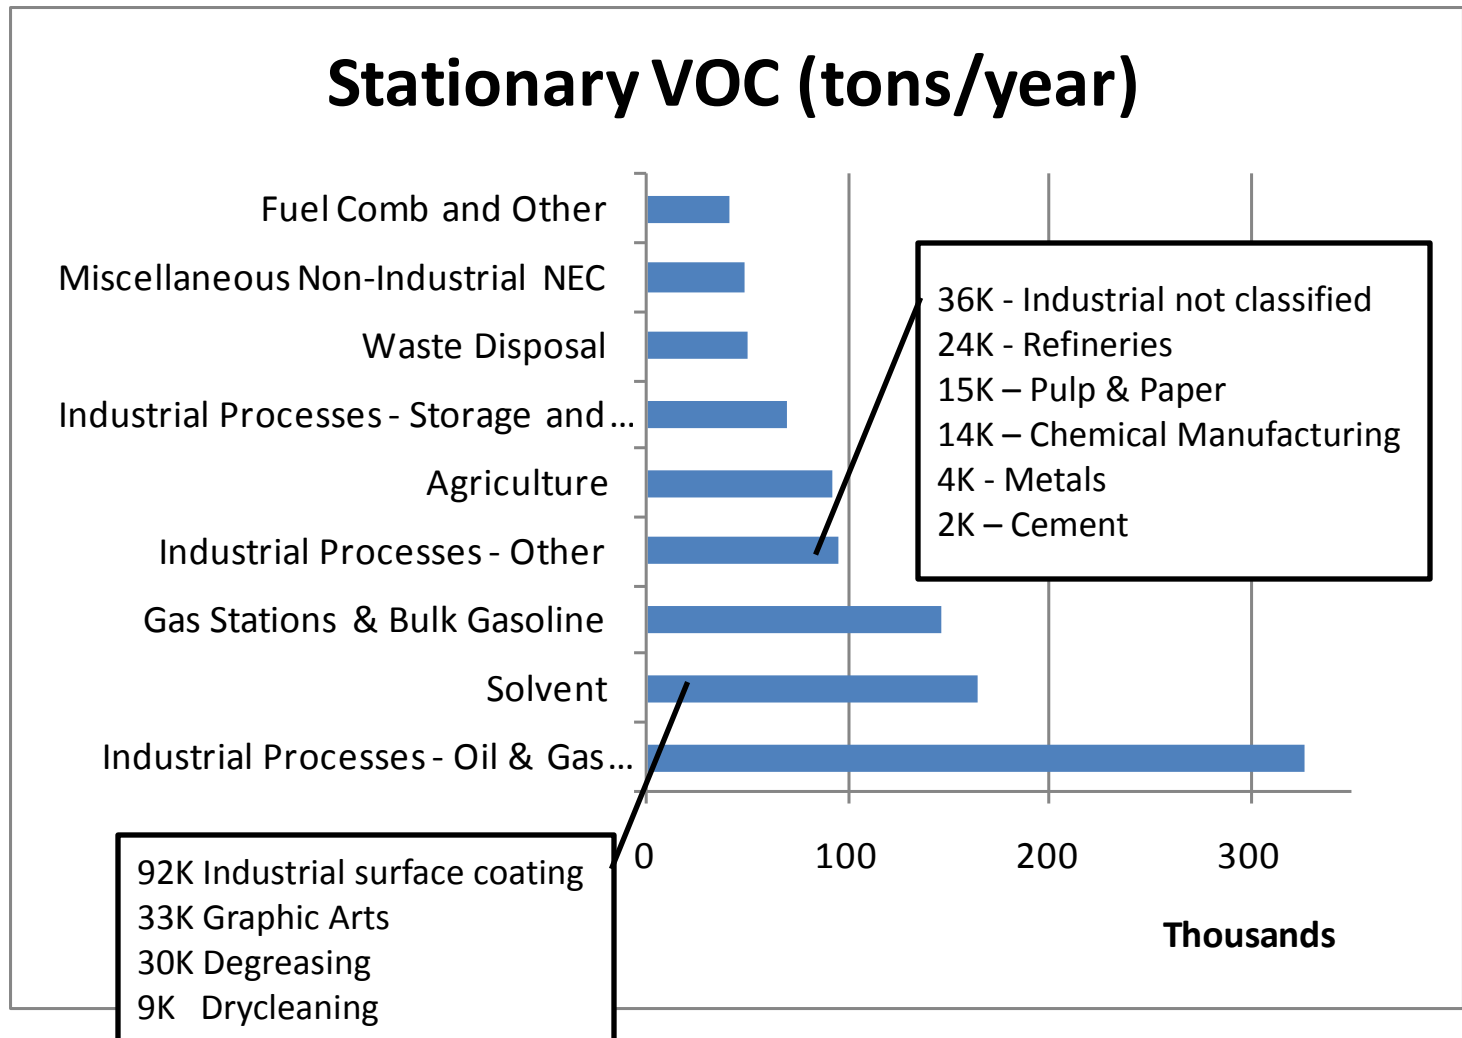 Stationary VOC (tons/year)
Fuel Comb and Other
Miscellaneous Non-Industrial NEC
Waste Disposal
Industrial Processes - Storage and...
Agriculture
Industrial Processes - Other
Gas Stations & Bulk Gasoline
Solvent
Industrial Processes - Oil & Gas...
36K - Industrial not classified
24K - Refineries
15K – Pulp & Paper
14K – Chemical Manufacturing
4K - Metals
2K – Cement
0 100 200 300
Thousands
92K Industrial surface coating
33K Graphic Arts
30K Degreasing
9K Drycleaning